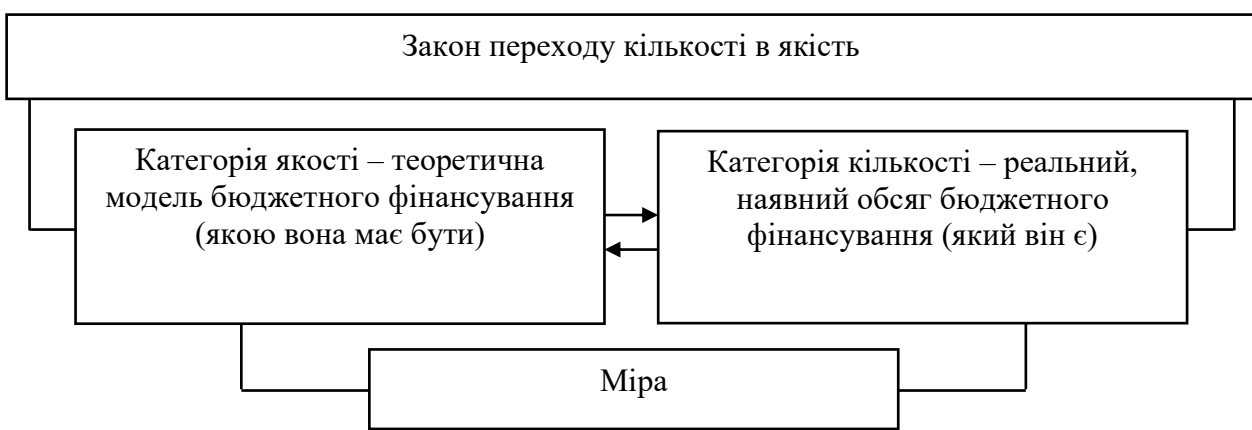 Закон переходу кількості в якість
Категорія якості – теоретична
модель бюджетного фінансування
(якою вона має бути)
Категорія кількості – реальний,
наявний обсяг бюджетного
фінансування (який він є)
Міра